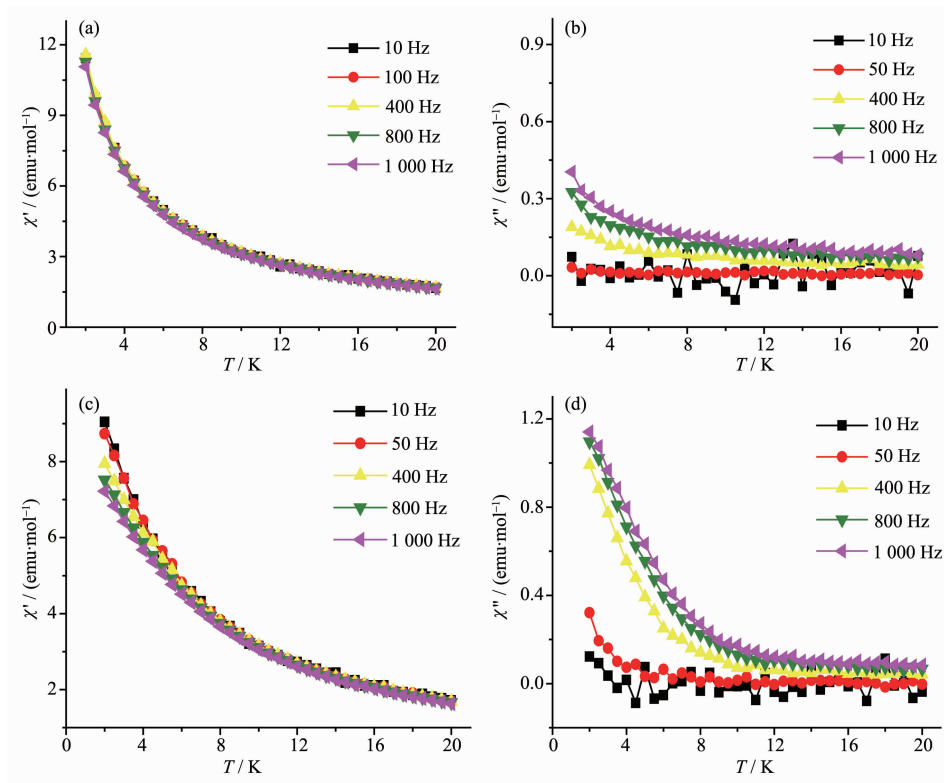 (a)
12
9
6
3
0
χ′ / (emu·mol⁻¹)
10 Hz
100 Hz
400 Hz
800 Hz
1 000 Hz
4 8 12 16 20
T / K
(b)
0.9
0.6
0.3
0.0
χ″ / (emu·mol⁻¹)
10 Hz
50 Hz
400 Hz
800 Hz
1 000 Hz
0 4 8 12 16 20
T / K
(c)
8
6
4
2
χ′ / (emu·mol⁻¹)
10 Hz
50 Hz
400 Hz
800 Hz
1 000 Hz
0 4 8 12 16 20
T / K
(d)
1.2
0.8
0.4
0.0
χ″ / (emu·mol⁻¹)
10 Hz
50 Hz
400 Hz
800 Hz
1 000 Hz
0 4 8 12 16 20
T / K